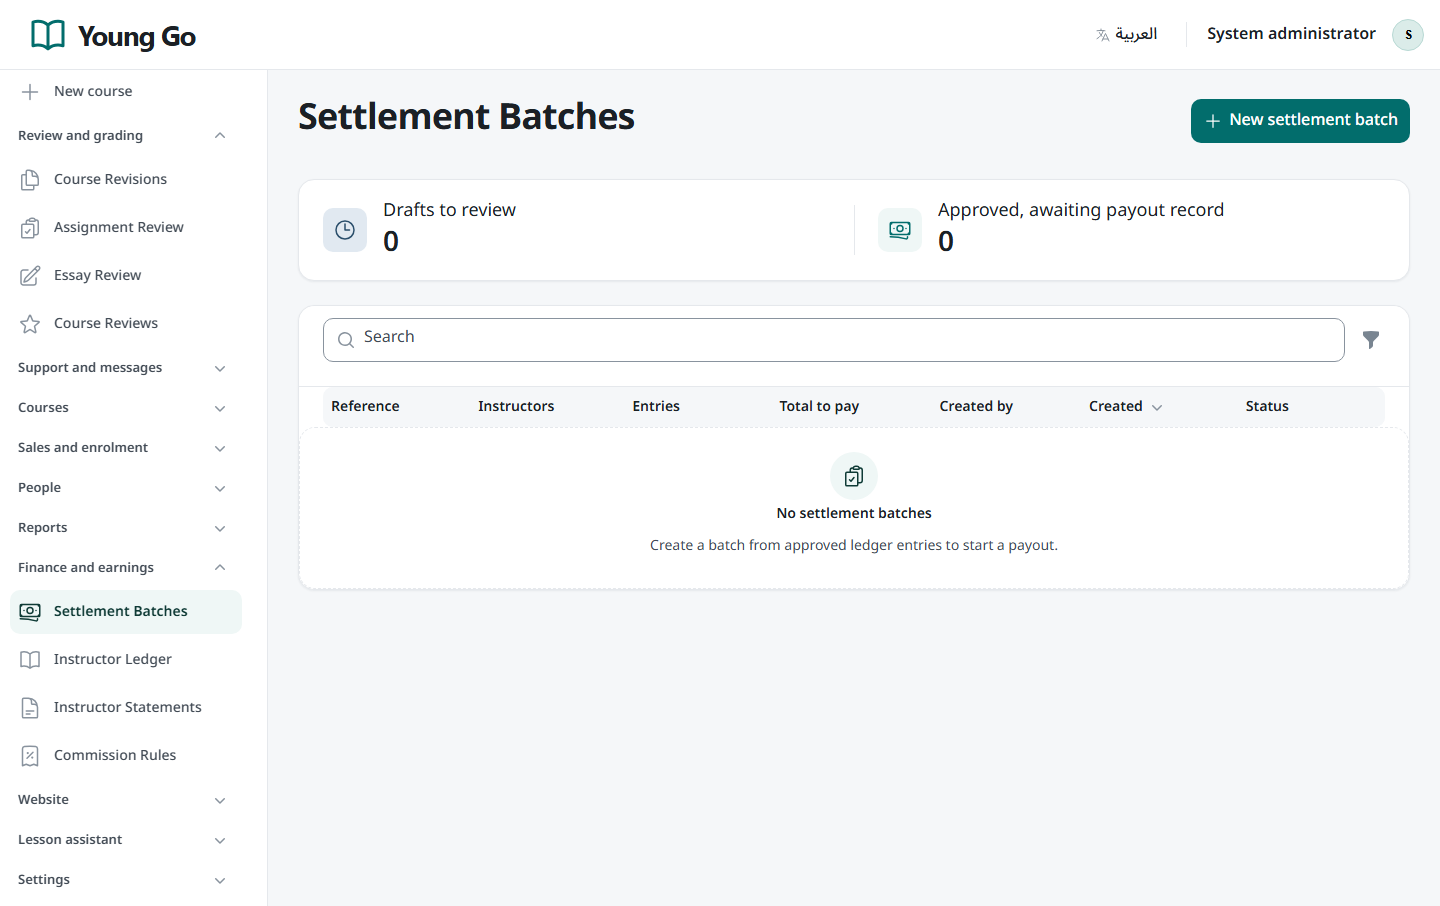 Young Go
العربية
System administrator
S
New course
Review and grading
Course Revisions
Assignment Review
Essay Review
Course Reviews
Support and messages
Courses
Sales and enrolment
People
Reports
Finance and earnings
Settlement Batches
Instructor Ledger
Instructor Statements
Commission Rules
Website
Lesson assistant
Settings
Settlement Batches
New settlement batch
Drafts to review
0
Approved, awaiting payout record
0
Search
Reference Instructors Entries Total to pay Created by Created Status
No settlement batches
Create a batch from approved ledger entries to start a payout.